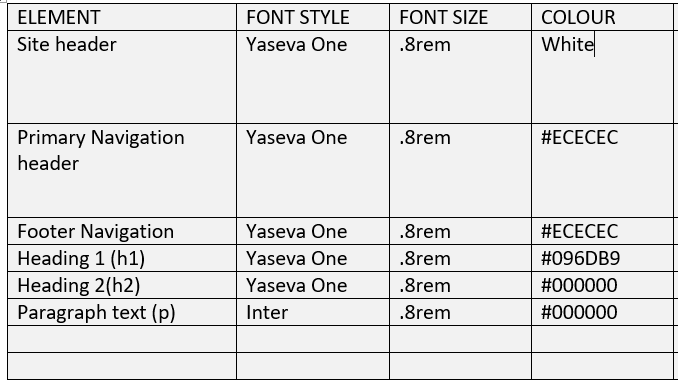 ELEMENT FONT STYLE FONT SIZE COLOUR
Site header Yaseva One .8rem White
Primary Navigation Yaseva One .8rem #ECECEC
header
Footer Navigation Yaseva One .8rem #ECECEC
Heading 1 (h1) Yaseva One .8rem #096DB9
Heading 2(h2) Yaseva One .8rem #000000
Paragraph text (p) Inter .8rem #000000